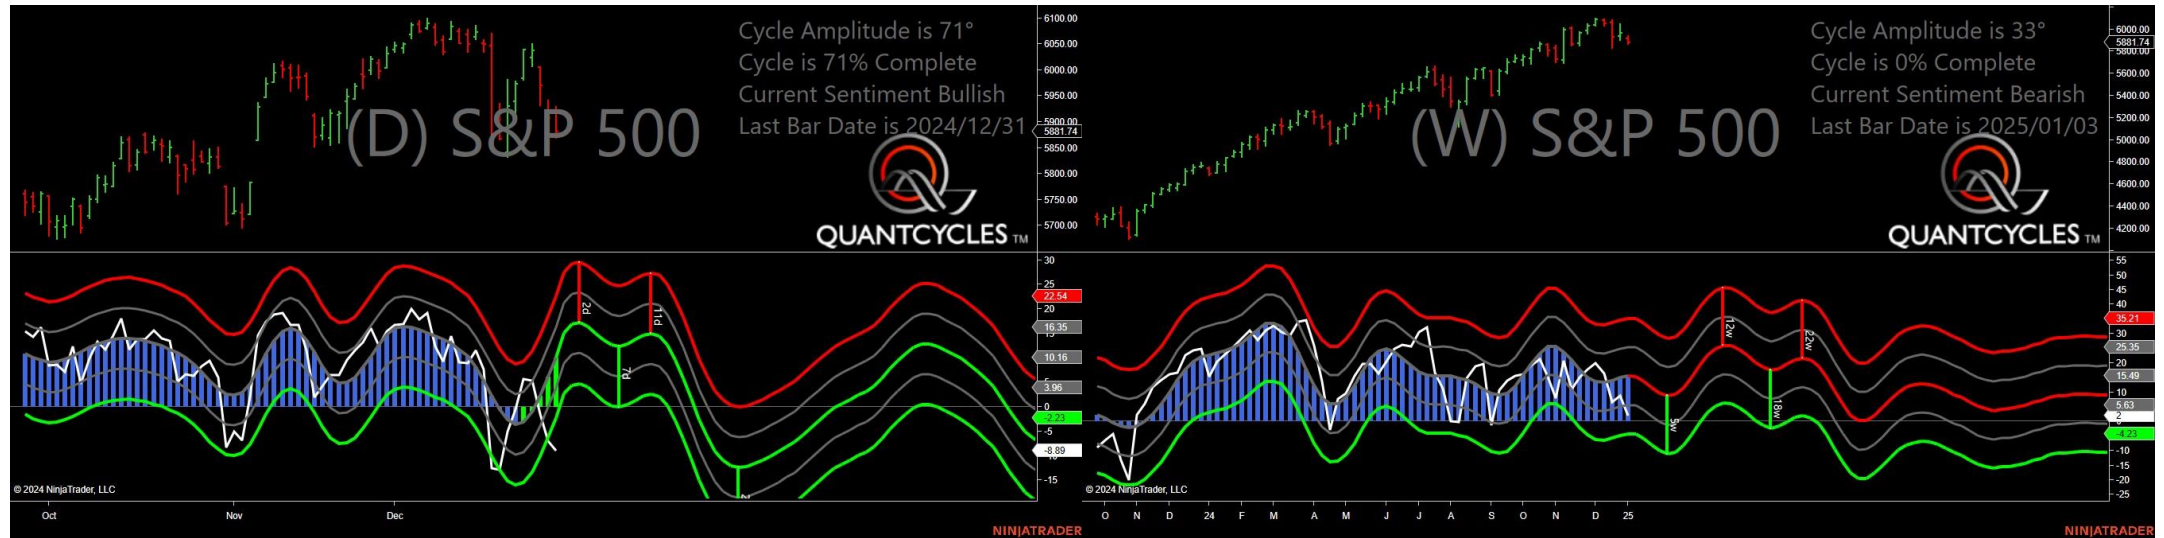 Cycle Amplitude is 71°
Cycle is 71% Complete
Current Sentiment Bullish
Last Bar Date is 2024/12/31
(D) S&P 500
QUANTCYCLES TM
6100.00
6050.00
6000.00
5950.00
5900.00
5881.74
5850.00
5800.00
5750.00
5700.00
30
25
22.54
20
16.35
15
10.16
3.96
0
-2.23
-5
-8.89
-15
2d
7d
11d
© 2024 NinjaTrader, LLC
Oct
Nov
Dec
NINJATRADER
Cycle Amplitude is 33°
Cycle is 0% Complete
Current Sentiment Bearish
Last Bar Date is 2025/01/03
(W) S&P 500
QUANTCYCLES TM
6000.00
5881.74
5800.00
5600.00
5400.00
5200.00
5000.00
4800.00
4600.00
4400.00
4200.00
55
50
45
40
35.21
30
25.35
20
15.49
10
5.63
2
-4.23
-10
-15
-20
-25
5w
12w
18w
22w
© 2024 NinjaTrader, LLC
O
N
D
24
F
M
A
M
J
J
A
S
O
N
D
25
NINJATRADER